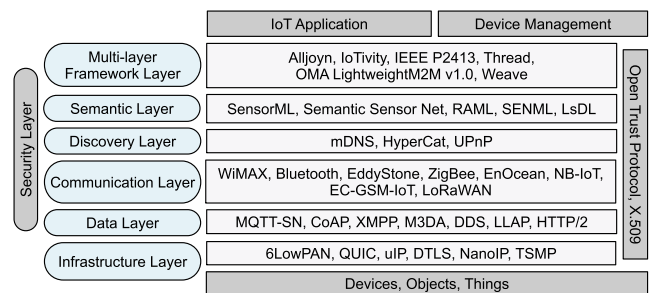 IoT Application
Device Management
Multi-layer
Framework Layer
Alljoyn, IoTivity, IEEE P2413, Thread,
OMA LightweightM2M v1.0, Weave
Semantic Layer
SensorML, Semantic Sensor Net, RAML, SENML, LsDL
Discovery Layer
mDNS, HyperCat, UPnP
Communication Layer
WiMAX, Bluetooth, EddyStone, ZigBee, EnOcean, NB-IoT,
EC-GSM-IoT, LoRaWAN
Data Layer
MQTT-SN, CoAP, XMPP, M3DA, DDS, LLAP, HTTP/2
Infrastructure Layer
6LowPAN, QUIC, uIP, DTLS, NanoIP, TSMP
Devices, Objects, Things
Security Layer
Open Trust Protocol, X.509